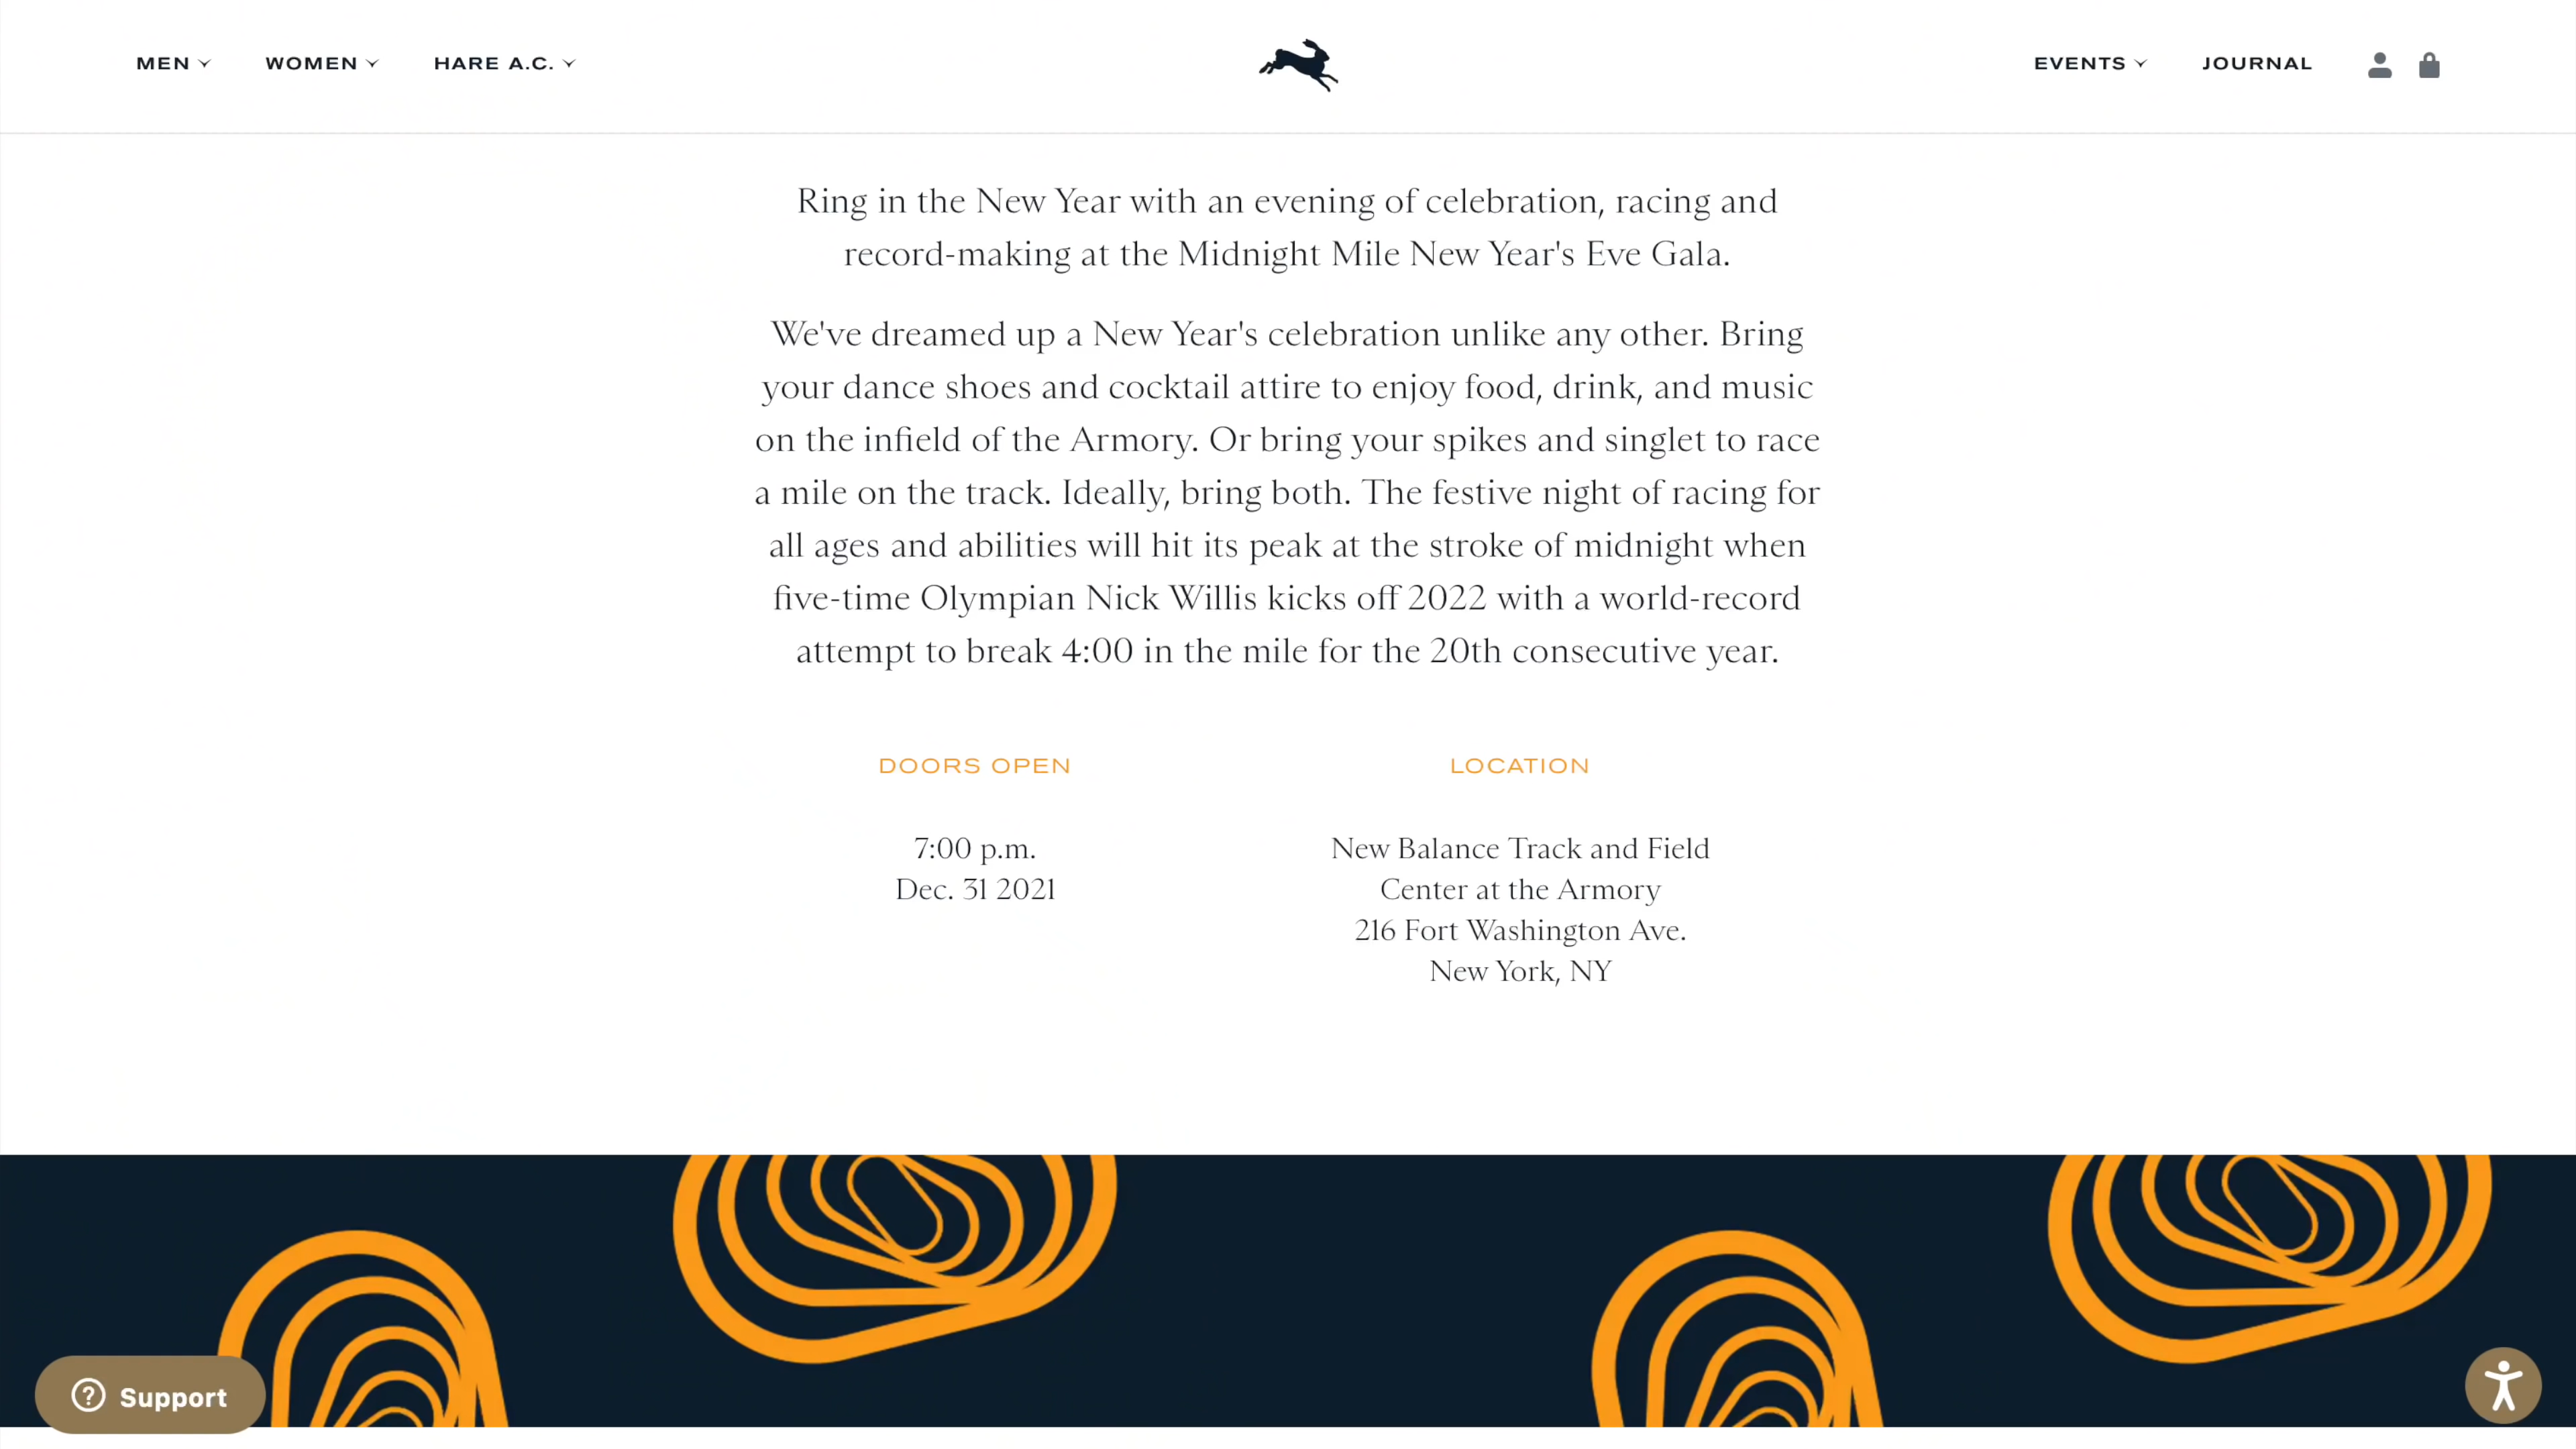 MEN
WOMEN
HARE A.C.
EVENTS
JOURNAL
Ring in the New Year with an evening of celebration, racing and
record-making at the Midnight Mile New Year's Eve Gala.
We've dreamed up a New Year's celebration unlike any other. Bring
your dance shoes and cocktail attire to enjoy food, drink, and music
on the infield of the Armory. Or bring your spikes and singlet to race
a mile on the track. Ideally, bring both. The festive night of racing for
all ages and abilities will hit its peak at the stroke of midnight when
five-time Olympian Nick Willis kicks off 2022 with a world-record
attempt to break 4:00 in the mile for the 20th consecutive year.
DOORS OPEN
7:00 p.m.
Dec. 31 2021
LOCATION
New Balance Track and Field
Center at the Armory
216 Fort Washington Ave.
New York, NY
Support